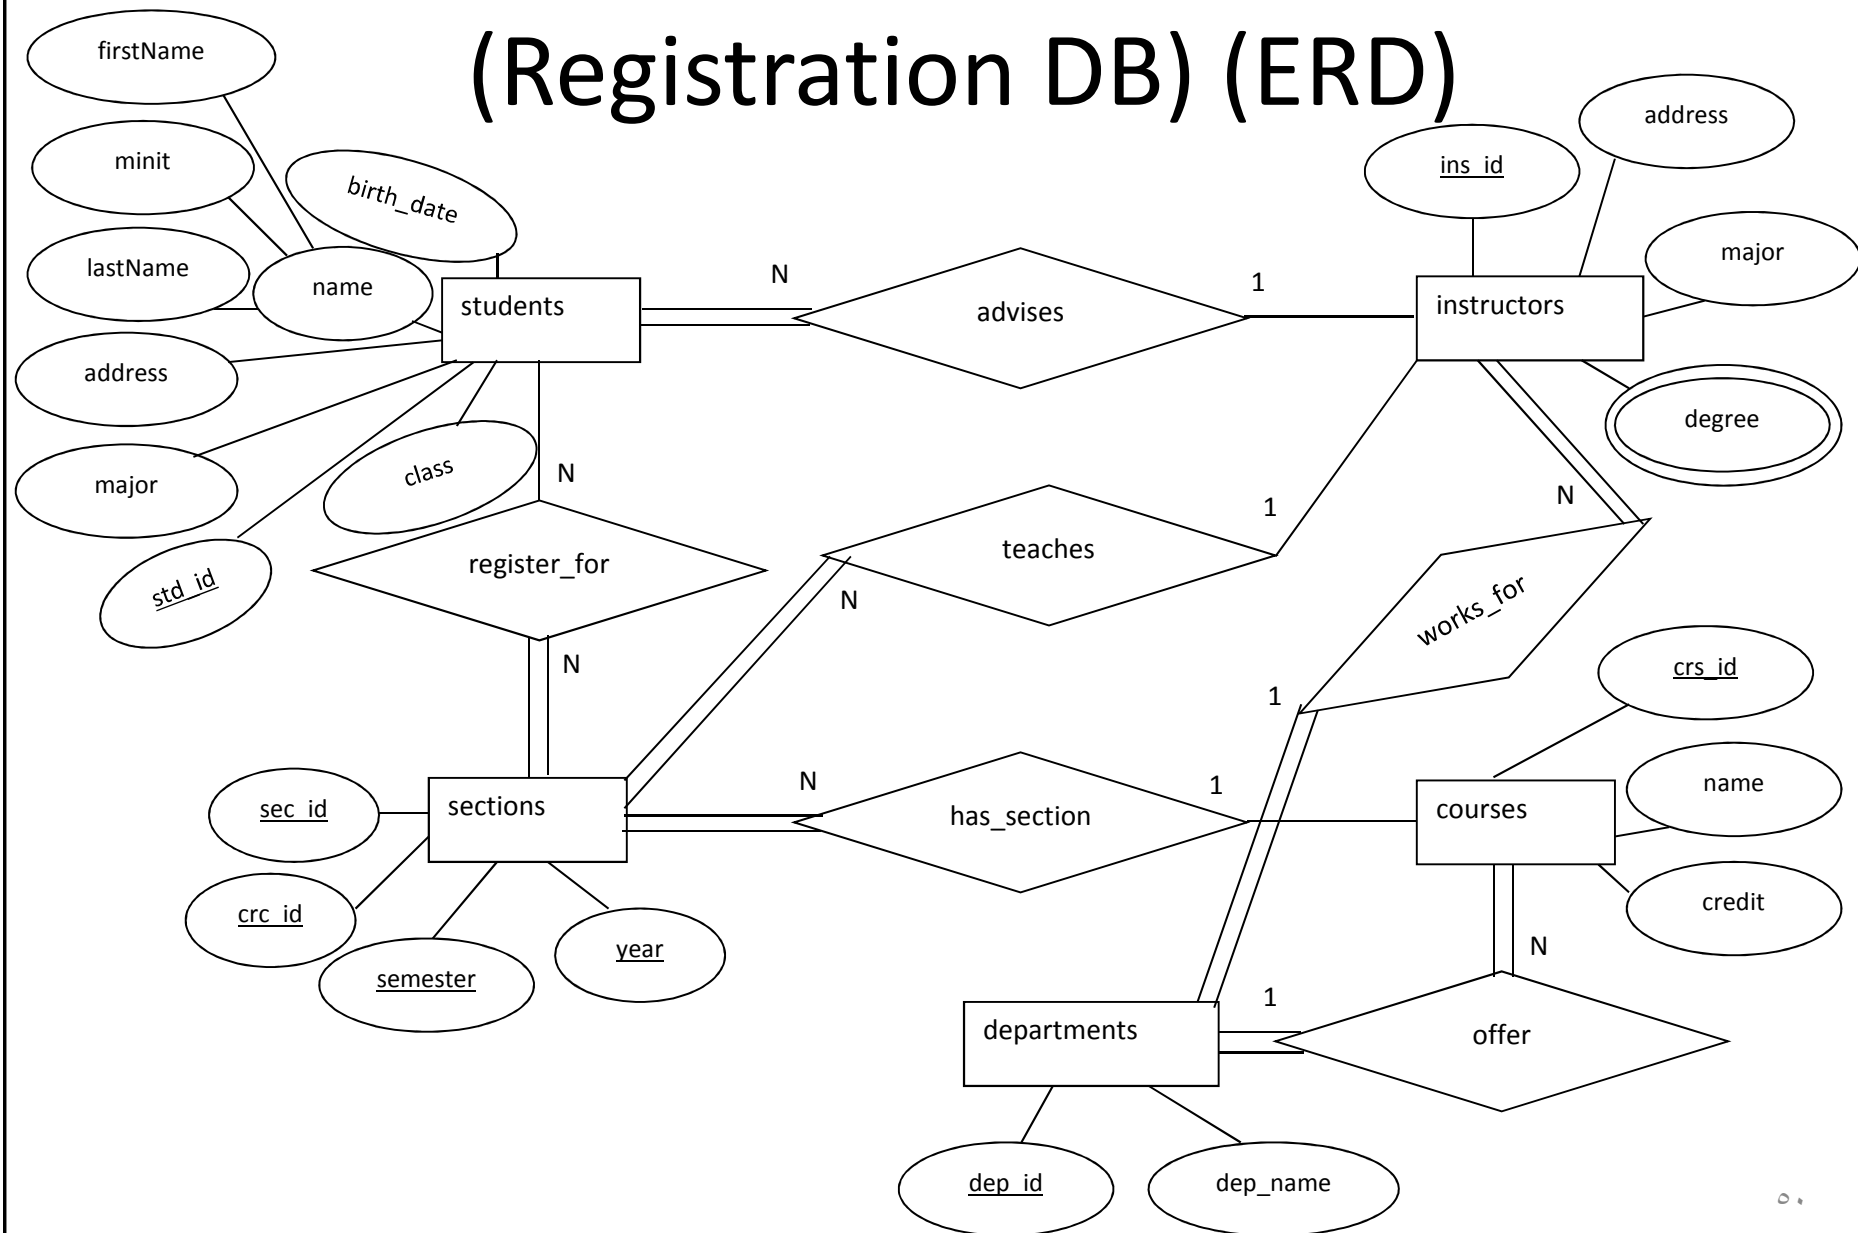 (Registration DB) (ERD)
firstName
minit
birth_date
lastName
name
address
major
class
std_id
students
N
advises
1
ins_id
address
major
instructors
degree
N
register_for
N
teaches
1
N
N
works_for
1
sec_id
sections
crc_id
semester
year
N
has_section
1
crs_id
courses
name
credit
N
departments
1
offer
dep_id
dep_name
٥٠